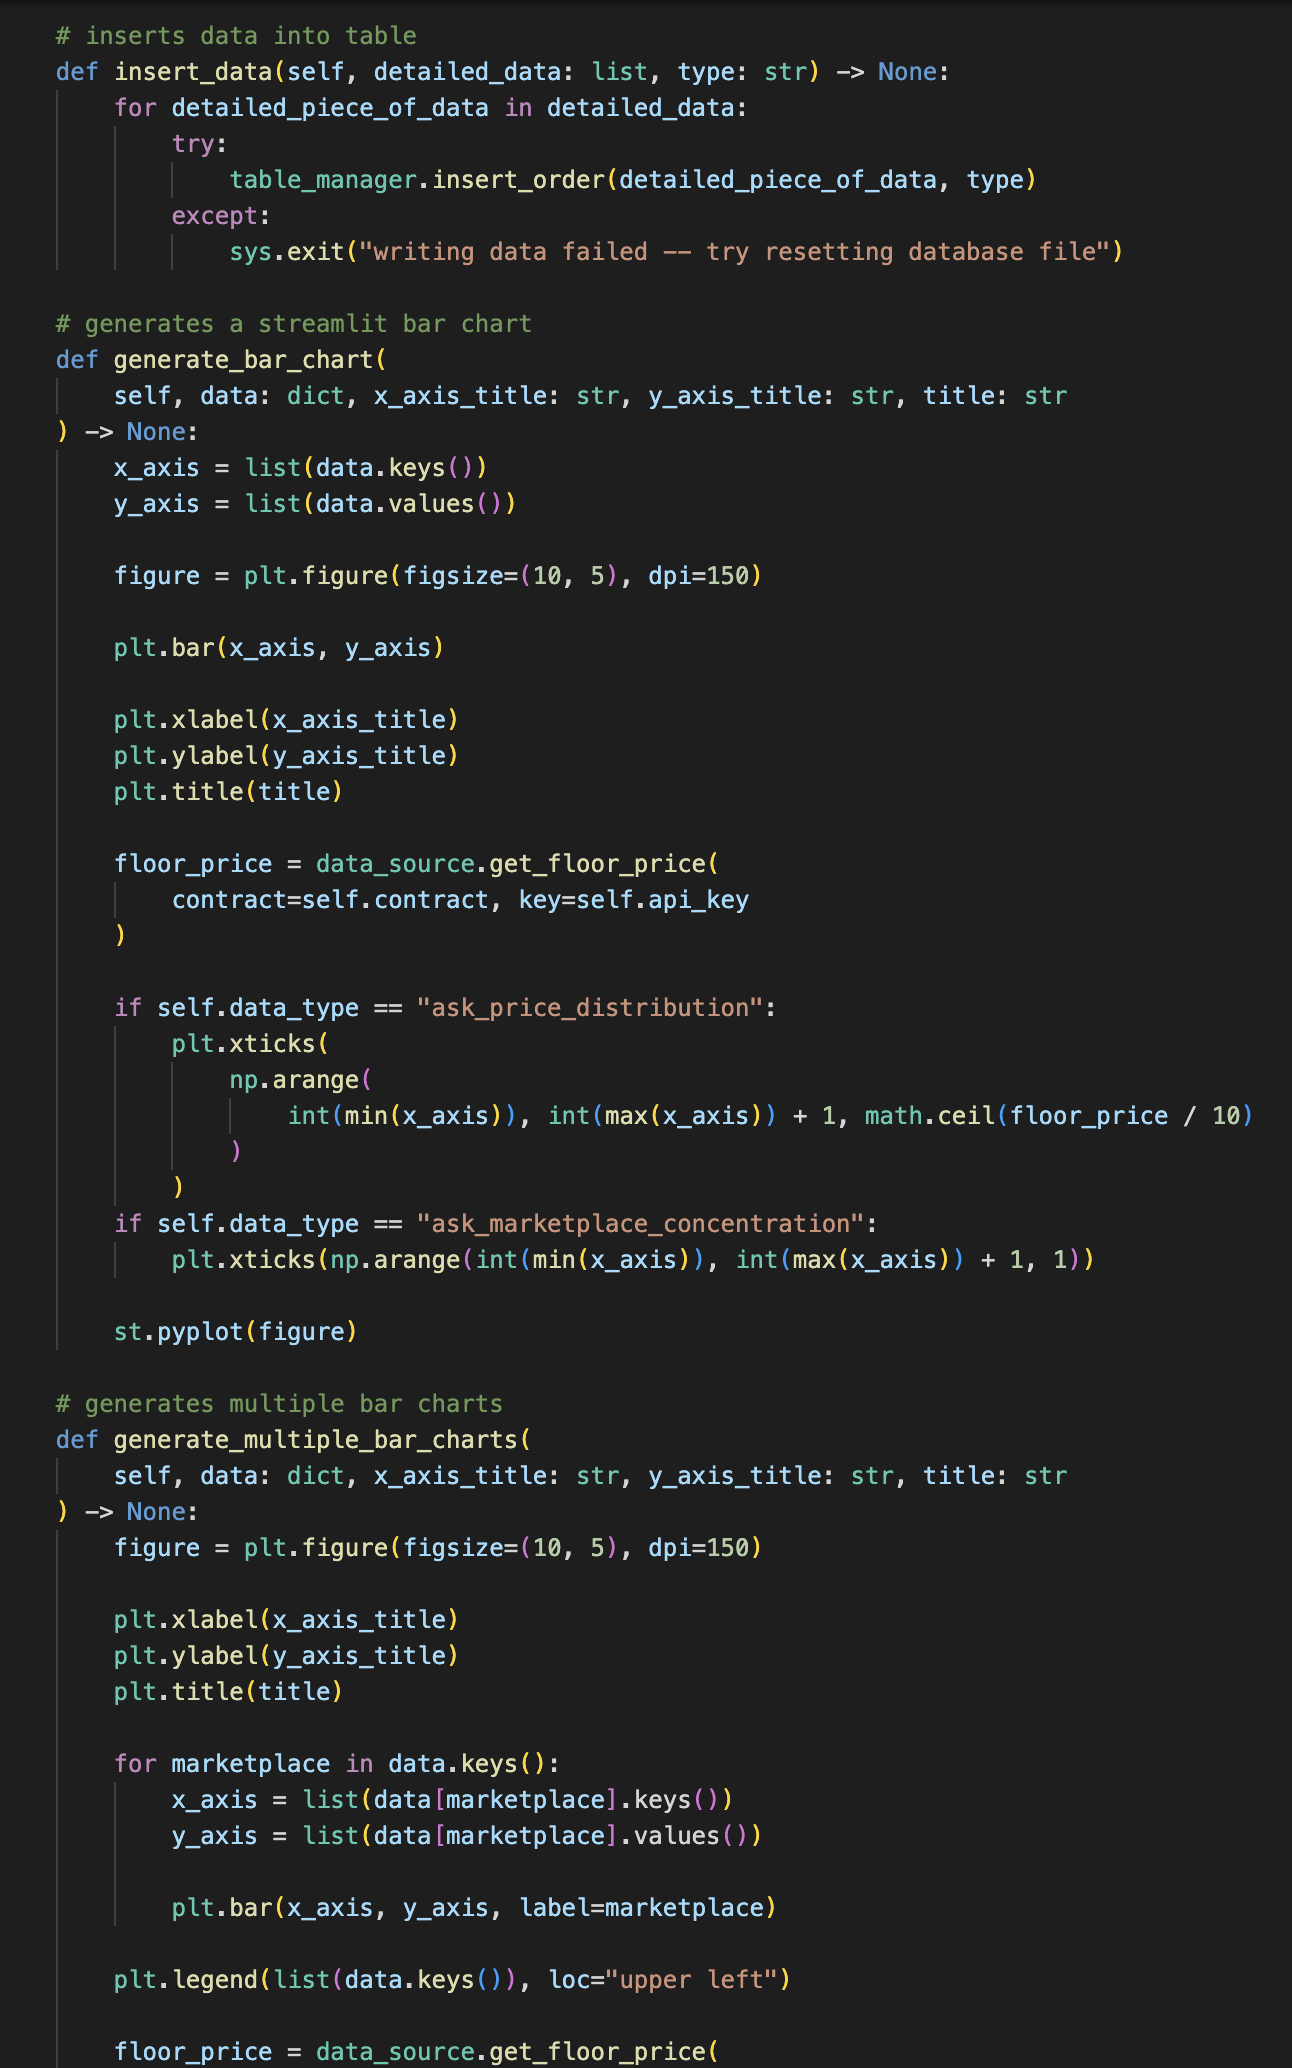 # inserts data into table
def insert_data(self, detailed_data: list, type: str) -> None:
    for detailed_piece_of_data in detailed_data:
        try:
            table_manager.insert_order(detailed_piece_of_data, type)
        except:
            sys.exit("writing data failed -- try resetting database file")

# generates a streamlit bar chart
def generate_bar_chart(
    self, data: dict, x_axis_title: str, y_axis_title: str, title: str
) -> None:
    x_axis = list(data.keys())
    y_axis = list(data.values())

    figure = plt.figure(figsize=(10, 5), dpi=150)

    plt.bar(x_axis, y_axis)

    plt.xlabel(x_axis_title)
    plt.ylabel(y_axis_title)
    plt.title(title)

    floor_price = data_source.get_floor_price(
        contract=self.contract, key=self.api_key
    )

    if self.data_type == "ask_price_distribution":
        plt.xticks(
            np.arange(
                int(min(x_axis)), int(max(x_axis)) + 1, math.ceil(floor_price / 10)
            )
        )
    if self.data_type == "ask_marketplace_concentration":
        plt.xticks(np.arange(int(min(x_axis)), int(max(x_axis)) + 1, 1))

    st.pyplot(figure)

# generates multiple bar charts
def generate_multiple_bar_charts(
    self, data: dict, x_axis_title: str, y_axis_title: str, title: str
) -> None:
    figure = plt.figure(figsize=(10, 5), dpi=150)

    plt.xlabel(x_axis_title)
    plt.ylabel(y_axis_title)
    plt.title(title)

    for marketplace in data.keys():
        x_axis = list(data[marketplace].keys())
        y_axis = list(data[marketplace].values())

        plt.bar(x_axis, y_axis, label=marketplace)

    plt.legend(list(data.keys()), loc="upper left")

    floor_price = data_source.get_floor_price(